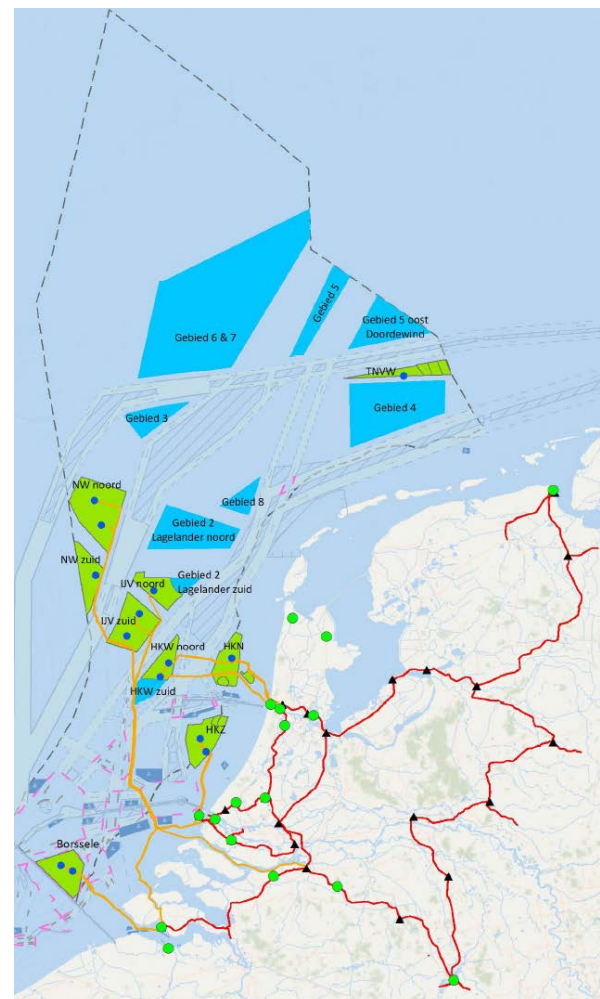 Gebied 5
Gebied 5 oost
Doordewind
Gebied 6 & 7
TNVW
Gebied 4
Gebied 3
NW noord
Gebied 8
Gebied 2
Lagelander noord
NW zuid
IJV noord
Gebied 2
Lagelander zuid
IJV zuid
HKW noord
HKN
HKW zuid
HKZ
Borssele